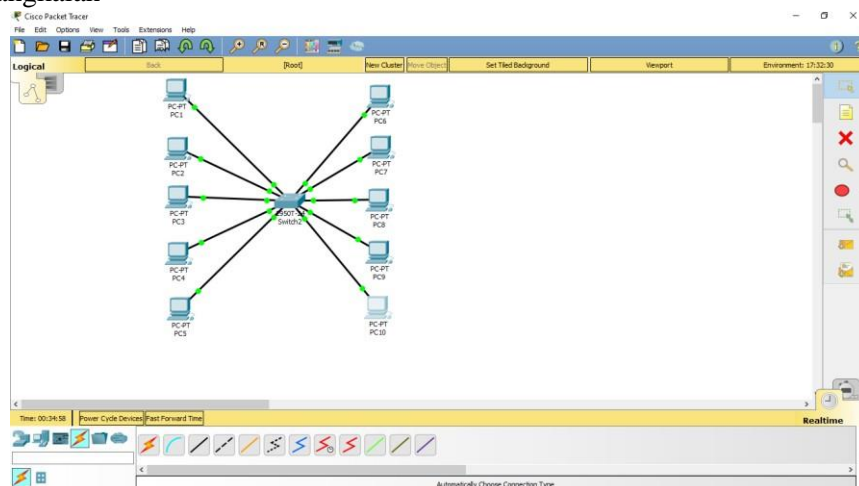 Cisco Packet Tracer
File Edit Options View Tools Extensions Help
Logical Back [Root] New Cluster Move Object Set Tiled Background Viewport Environment: 17:32:30
PC-PT
PC1
PC-PT
PC6
PC-PT
PC2
PC-PT
PC7
PC-PT
PC3
2950T-24
Switch2
PC-PT
PC8
PC-PT
PC4
PC-PT
PC9
PC-PT
PC5
PC-PT
PC10
Time: 00:34:58 Power Cycle Devices Fast Forward Time Realtime
Automatically Choose Connection Type